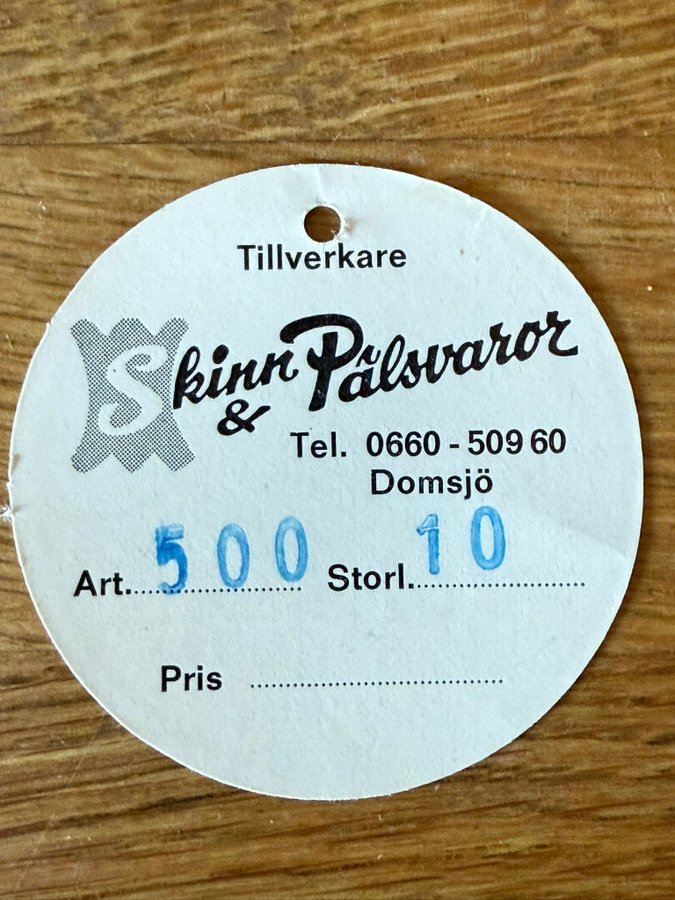 Tillverkare
Skinn & Pälsvaror
Tel. 0660 - 509 60
Domsjö
Art. 500 Storl. 10
Pris